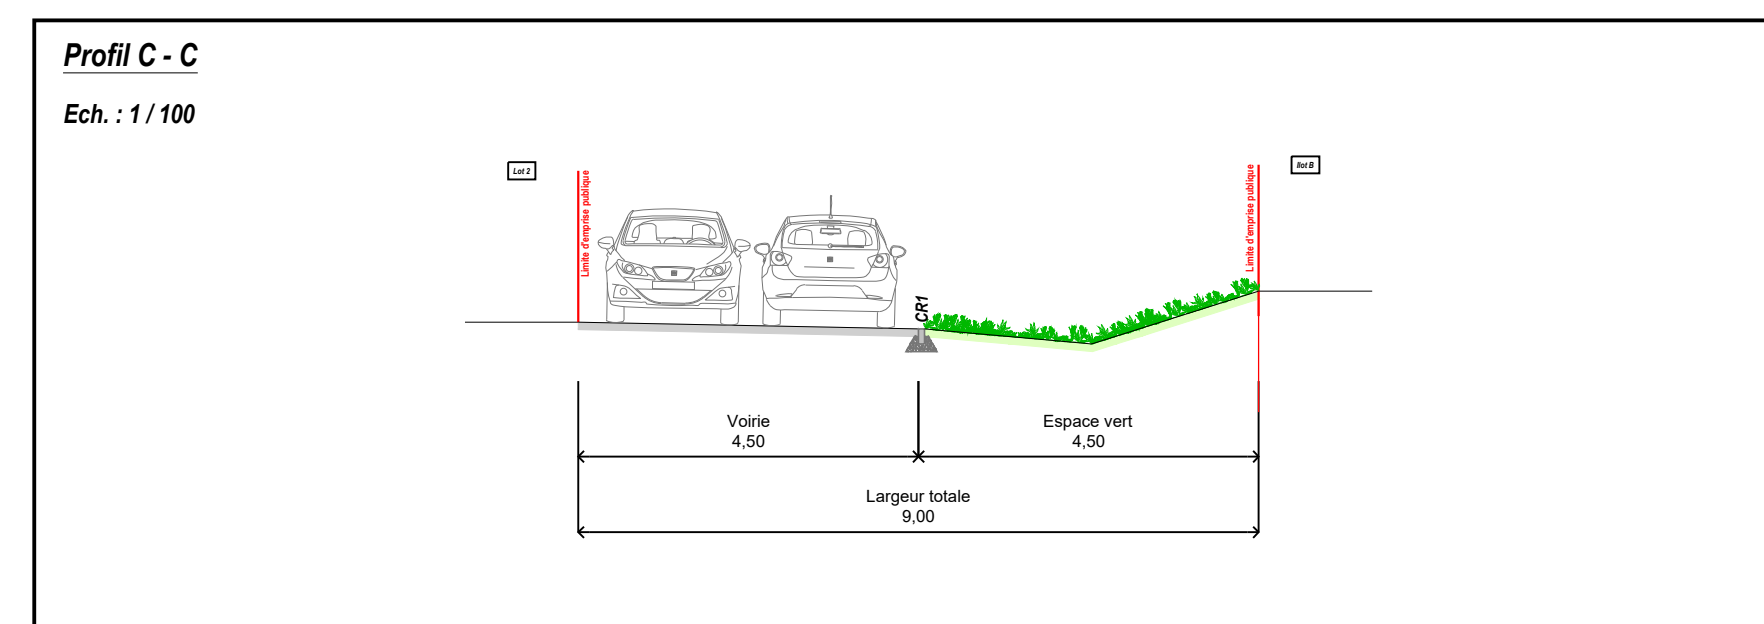 Profil C - C
Ech. : 1 / 100
Lot 2
Ilot B
Limite d'emprise publique
Limite d'emprise publique
CR1
Voirie
4,50
Espace vert
4,50
Largeur totale
9,00